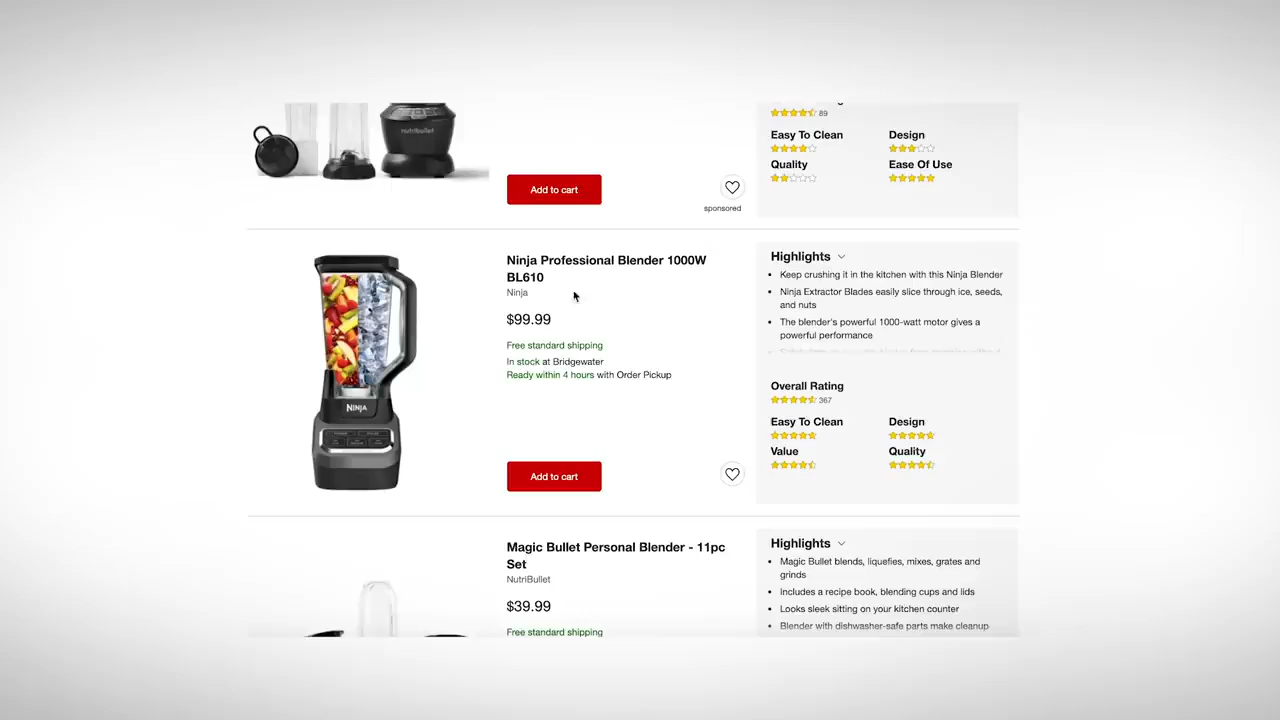 nutribullet
89
Easy To Clean
Design
Quality
Ease Of Use
Add to cart
sponsored
Ninja Professional Blender 1000W
BL610
Ninja
$99.99
Free standard shipping
In stock at Bridgewater
Ready within 4 hours with Order Pickup
NINJA
Add to cart
Highlights
• Keep crushing it in the kitchen with this Ninja Blender
• Ninja Extractor Blades easily slice through ice, seeds,
and nuts
• The blender's powerful 1000-watt motor gives a
powerful performance
Overall Rating
367
Easy To Clean
Design
Value
Quality
Magic Bullet Personal Blender - 11pc
Set
NutriBullet
$39.99
Free standard shipping
Highlights
• Magic Bullet blends, liquefies, mixes, grates and
grinds
• Includes a recipe book, blending cups and lids
• Looks sleek sitting on your kitchen counter
• Blender with dishwasher-safe parts make cleanup